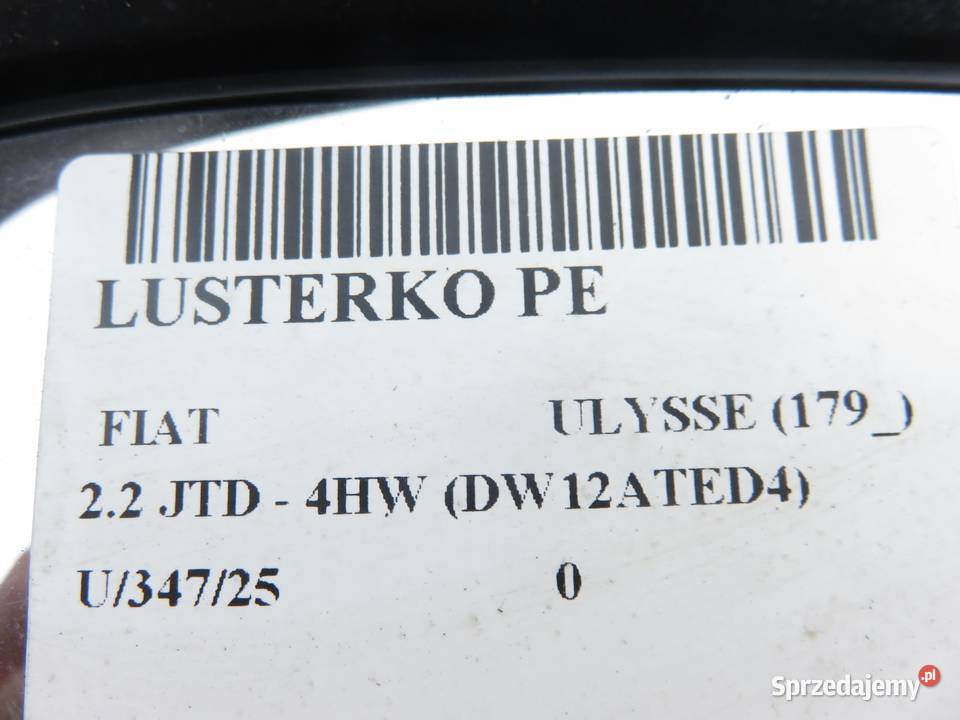 LUSTERKO PE
FIAT ULYSSE (179_)
2.2 JTD - 4HW (DW12ATED4)
U/347/25 0
Sprzedajemy.pl